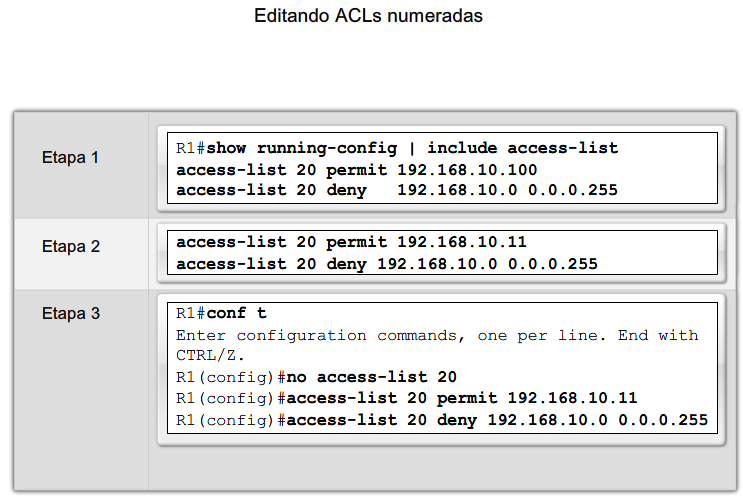 Editando ACLs numeradas
Etapa 1
R1#show running-config | include access-list
access-list 20 permit 192.168.10.100
access-list 20 deny   192.168.10.0 0.0.0.255
Etapa 2
access-list 20 permit 192.168.10.11
access-list 20 deny 192.168.10.0 0.0.0.255
Etapa 3
R1#conf t
Enter configuration commands, one per line. End with
CTRL/Z.
R1(config)#no access-list 20
R1(config)#access-list 20 permit 192.168.10.11
R1(config)#access-list 20 deny 192.168.10.0 0.0.0.255